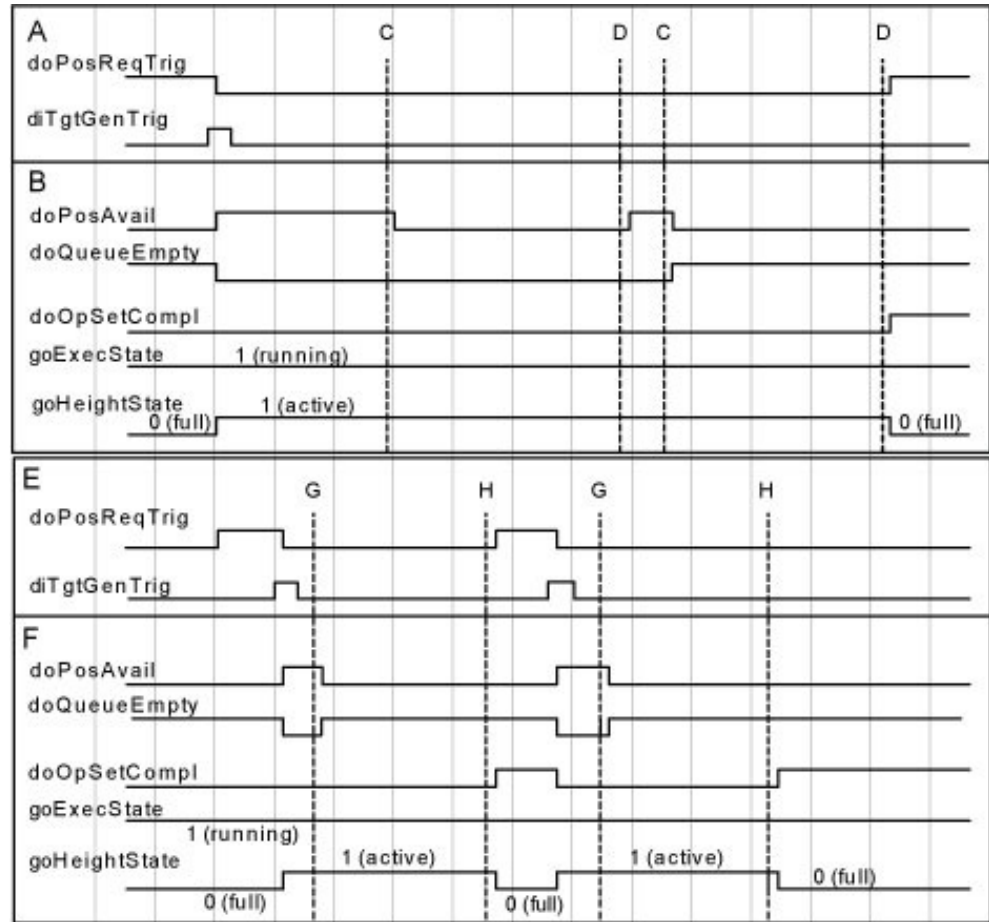 A
C D C D
doPosReqTrig
diTgtGenTrig
B
doPosAvail
doQueueEmpty
doOpSetCompl
goExecState
1 (running)
goHeightState
1 (active)
0 (full)
0 (full)
E
G H G H
doPosReqTrig
diTgtGenTrig
F
doPosAvail
doQueueEmpty
doOpSetCompl
goExecState
1 (running)
goHeightState
1 (active) 1 (active)
0 (full) 0 (full) 0 (full)